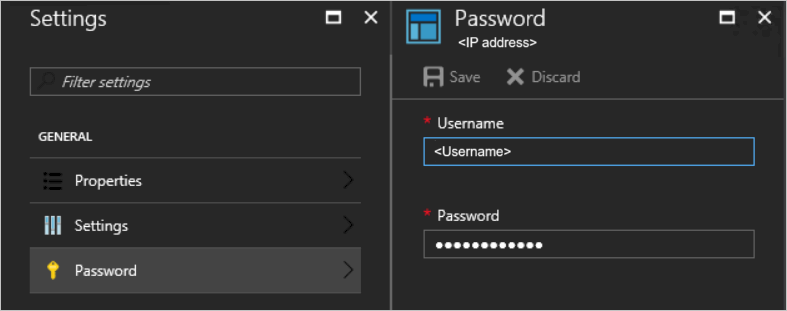 Settings
Filter settings
GENERAL
Properties
Settings
Password
Password
<IP address>
Save Discard
* Username
<Username>
* Password
●●●●●●●●●●●●